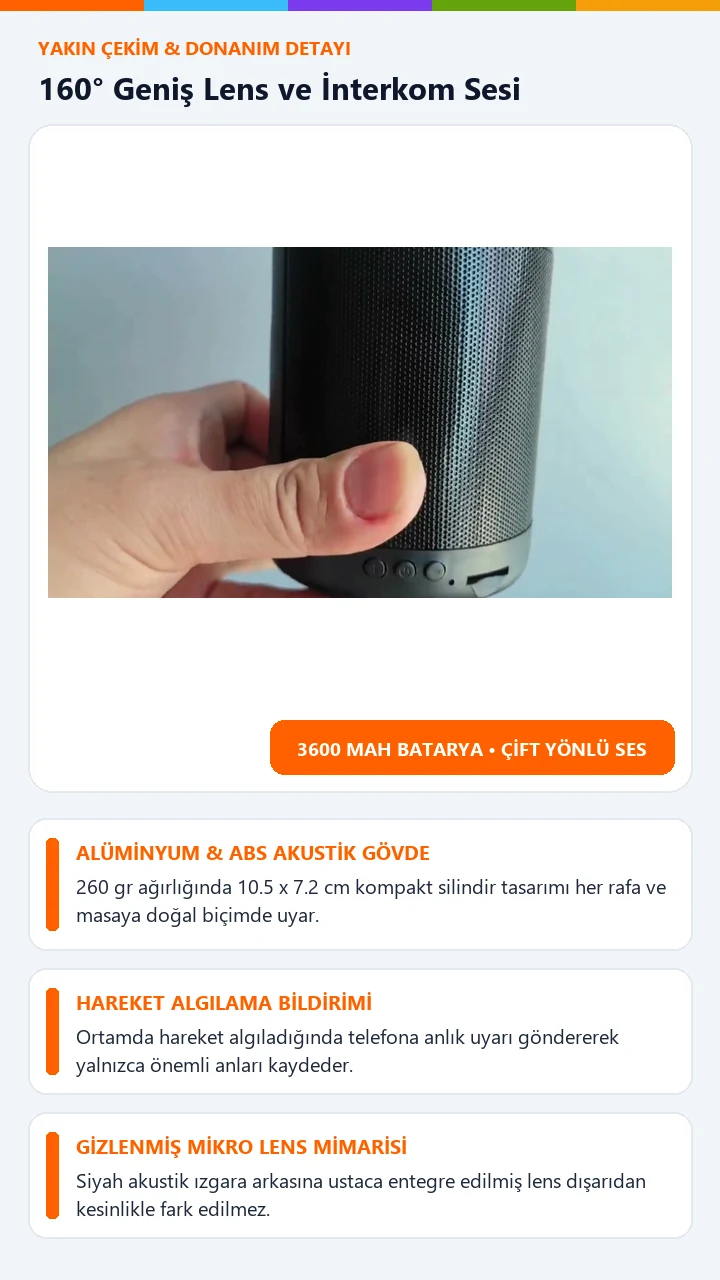 YAKIN ÇEKİM & DONANIM DETAYI
160° Geniş Lens ve İnterkom Sesi
3600 MAH BATARYA • ÇİFT YÖNLÜ SES
ALÜMİNYUM & ABS AKUSTİK GÖVDE
260 gr ağırlığında 10.5 x 7.2 cm kompakt silindir tasarımı her rafa ve
masaya doğal biçimde uyar.
HAREKET ALGILAMA BİLDİRİMİ
Ortamda hareket algıladığında telefona anlık uyarı göndererek
yalnızca önemli anları kaydeder.
GİZLENMİŞ MİKRO LENS MİMARİSİ
Siyah akustik ızgara arkasına ustaca entegre edilmiş lens dışarıdan
kesinlikle fark edilmez.